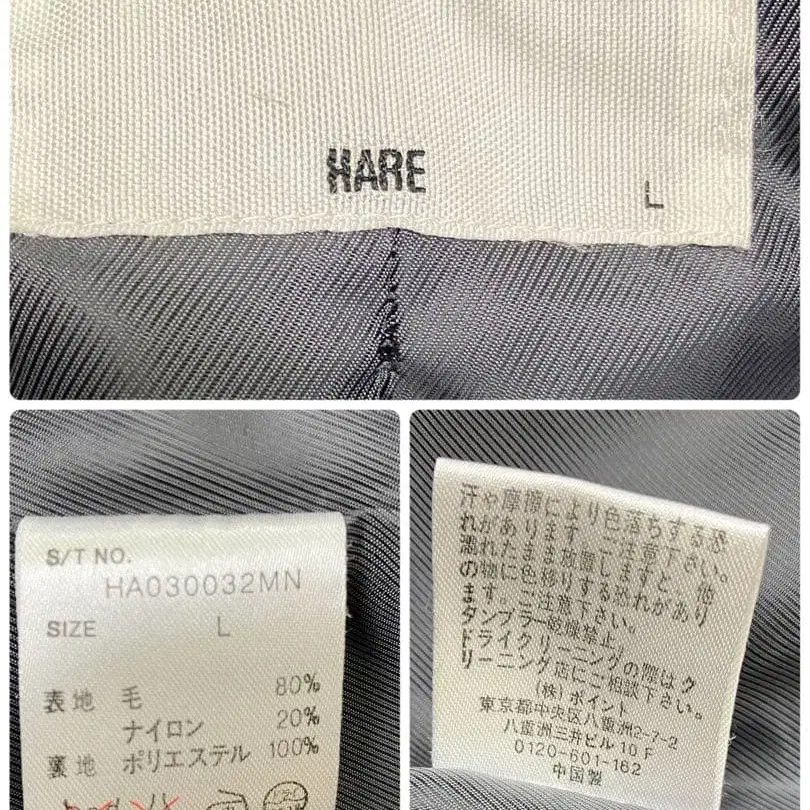 HARE
L
S/T NO.
HA030032MN
SIZE L
表地 毛 80%
ナイロン 20%
裏地 ポリエステル 100%
汗や摩擦により色落ちする恐
れがあります。ご注意下さい。
濡れたまま放置しますと、他
の物に色移りする恐れがあり
ます。ご注意下さい。
タンブラー乾燥禁止。
ドライクリーニングの際はク
リーニング店にご相談下さい。
(株)ポイント
東京都中央区八重洲2-7-2
八重洲三井ビル10F
0120-601-162
中国製